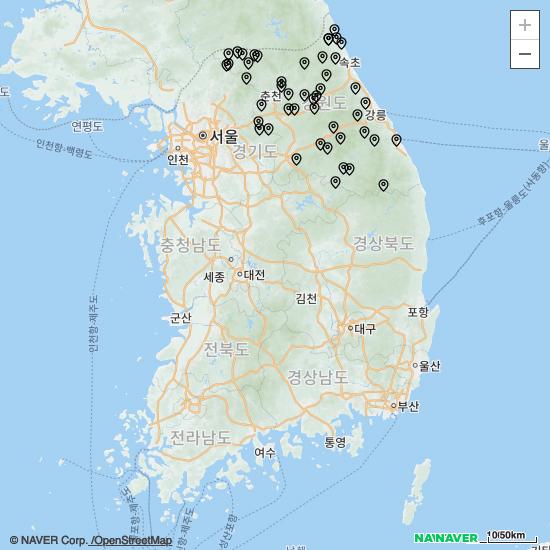 +
−
속초
춘천
강원도
강릉
연평도
인천항-백령도
서울
인천
경기도
울
후포항-울릉도(사동항)
충청남도
경상북도
세종
대전
김천
군산
포항
인천항-제주도
전북도
대구
경상남도
울산
부산
전라남도
여수
통영
© NAVER Corp. /OpenStreetMap
NAVER
10/50km